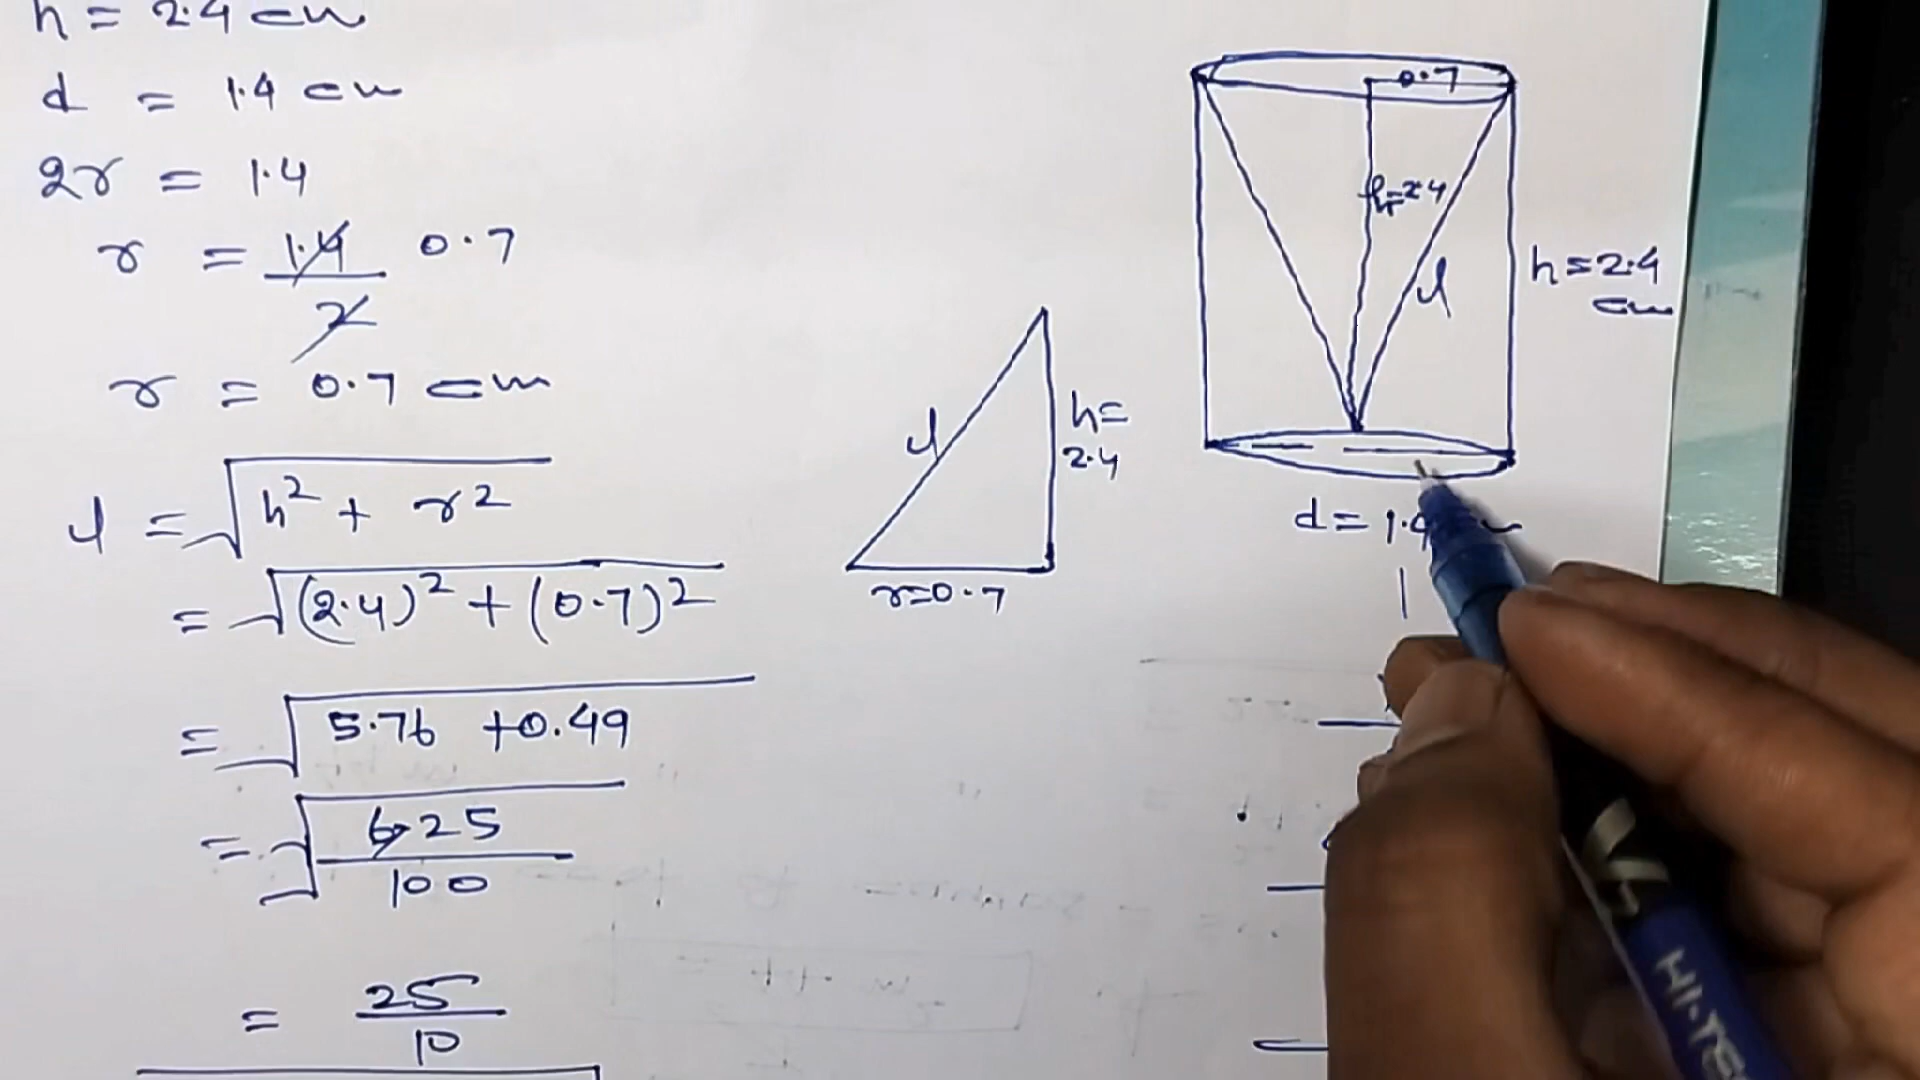 h = 2.4 cm
d = 1.4 cm
2r = 1.4
r = 1.4/2 0.7
r = 0.7 cm
l = √h² + r²
= √(2.4)² + (0.7)²
= √5.76 + 0.49
= √625/100
= 25/10
l
h =
2.4
r=0.7
0.7
h=2.4
l
h = 2.4
cm
d = 1.4
HI-TE